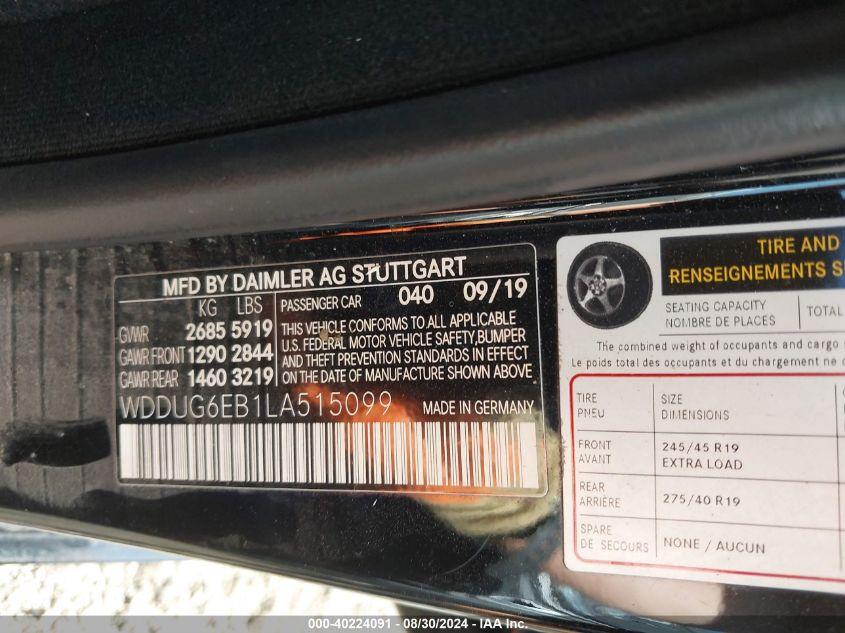 MFD BY DAIMLER AG STUTTGART
KG LBS PASSENGER CAR 040 09/19
GVWR 2685 5919
GAWR FRONT 1290 2844
GAWR REAR 1460 3219
THIS VEHICLE CONFORMS TO ALL APPLICABLE
U.S. FEDERAL MOTOR VEHICLE SAFETY, BUMPER
AND THEFT PREVENTION STANDARDS IN EFFECT
ON THE DATE OF MANUFACTURE SHOWN ABOVE
WDDUG6EB1LA515099 MADE IN GERMANY
TIRE AND
RENSEIGNEMENTS
SEATING CAPACITY
NOMBRE DE PLACES
TOTAL
The combined weight of occupants and cargo
Le poids total des occupants et du chargement ne
TIRE SIZE
PNEU DIMENSIONS
FRONT 245/45 R19
AVANT EXTRA LOAD
REAR
ARRIÈRE
275/40 R19
SPARE
DE SECOURS
NONE / AUCUN
000-40224091 - 08/30/2024 - IAA Inc.